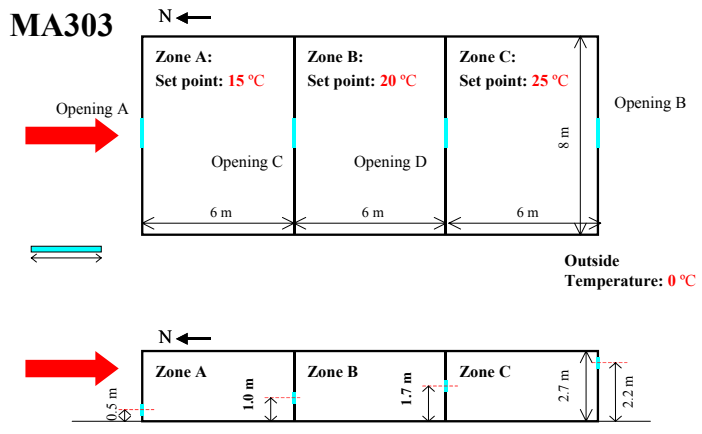 MA303
N
Zone A:
Set point: 15 ºC
Zone B:
Set point: 20 ºC
Zone C:
Set point: 25 ºC
Opening A
Opening B
Opening C
Opening D
8 m
6 m
6 m
6 m
Outside
Temperature: 0 ºC
N
Zone A
Zone B
Zone C
0.5 m
1.0 m
1.7 m
2.7 m
2.2 m